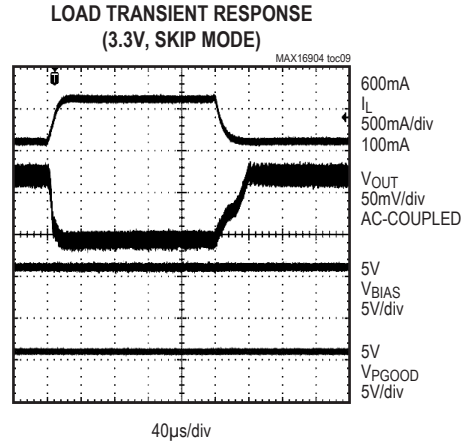 LOAD TRANSIENT RESPONSE
(3.3V, SKIP MODE)
MAX16904 toc09
T
600mA
IL
500mA/div
100mA
VOUT
50mV/div
AC-COUPLED
5V
VBIAS
5V/div
5V
VPGOOD
5V/div
40µs/div